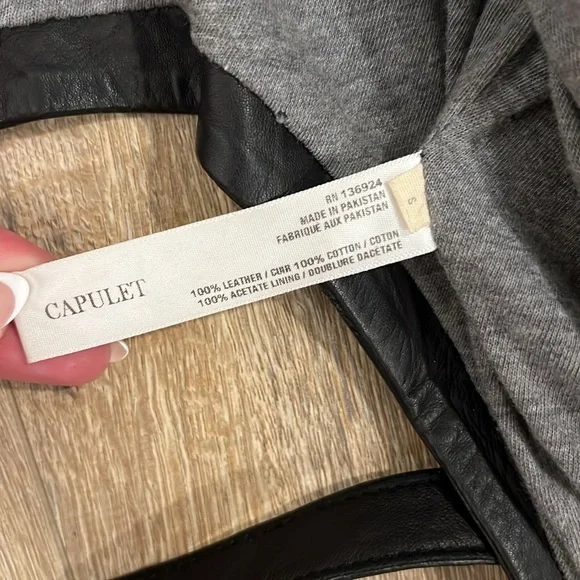 RN 136924
MADE IN PAKISTAN
FABRIQUE AUX PAKISTAN
100% LEATHER / CUIR 100% COTTON / COTON
100% ACETATE LINING / DOUBLURE DACÉTATE
CAPULET
S